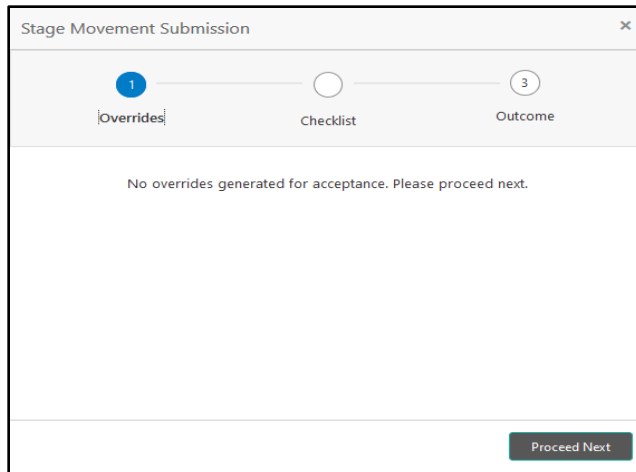 Stage Movement Submission ×
1
3
Overrides
Checklist
Outcome
No overrides generated for acceptance. Please proceed next.
Proceed Next